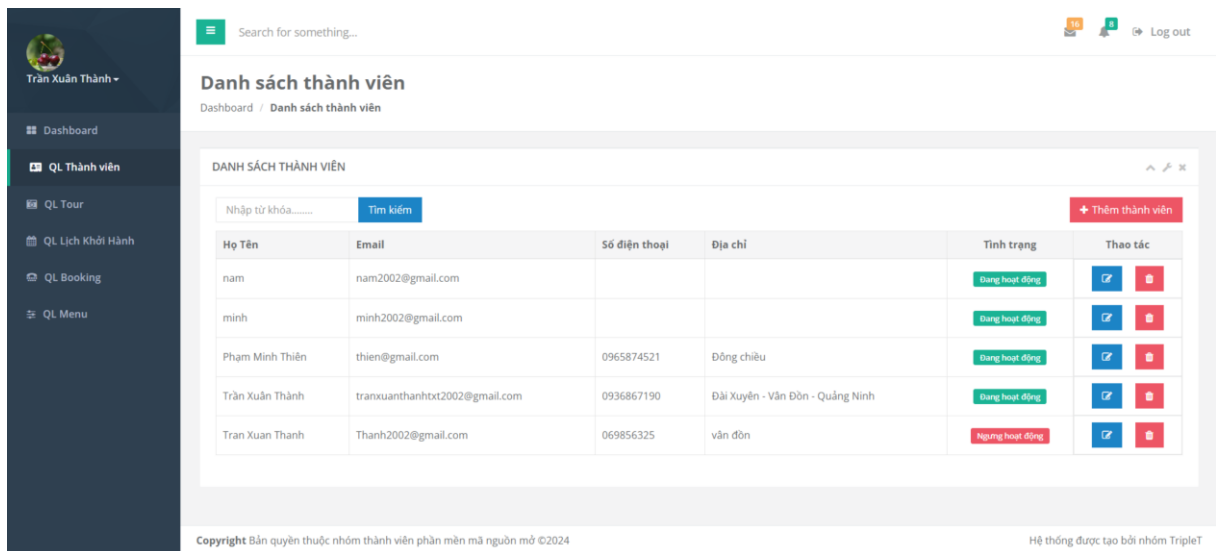 Search for something...
16
8
Log out
Trần Xuân Thành
Danh sách thành viên
Dashboard / Danh sách thành viên
Dashboard
QL Thành viên
QL Tour
QL Lịch Khởi Hành
QL Booking
QL Menu
DANH SÁCH THÀNH VIÊN
Nhập từ khóa........ Tìm kiếm + Thêm thành viên
Họ Tên Email Số điện thoại Địa chỉ Tình trạng Thao tác
nam nam2002@gmail.com Đang hoạt động
minh minh2002@gmail.com Đang hoạt động
Phạm Minh Thiên thien@gmail.com 0965874521 Đông chiều Đang hoạt động
Trần Xuân Thành tranxuanthanhtxt2002@gmail.com 0936867190 Đài Xuyên - Vân Đồn - Quảng Ninh Đang hoạt động
Tran Xuan Thanh Thanh2002@gmail.com 069856325 vân đồn Ngưng hoạt động
Copyright Bản quyền thuộc nhóm thành viên phần mềm mã nguồn mở ©2024
Hệ thống được tạo bởi nhóm TripleT